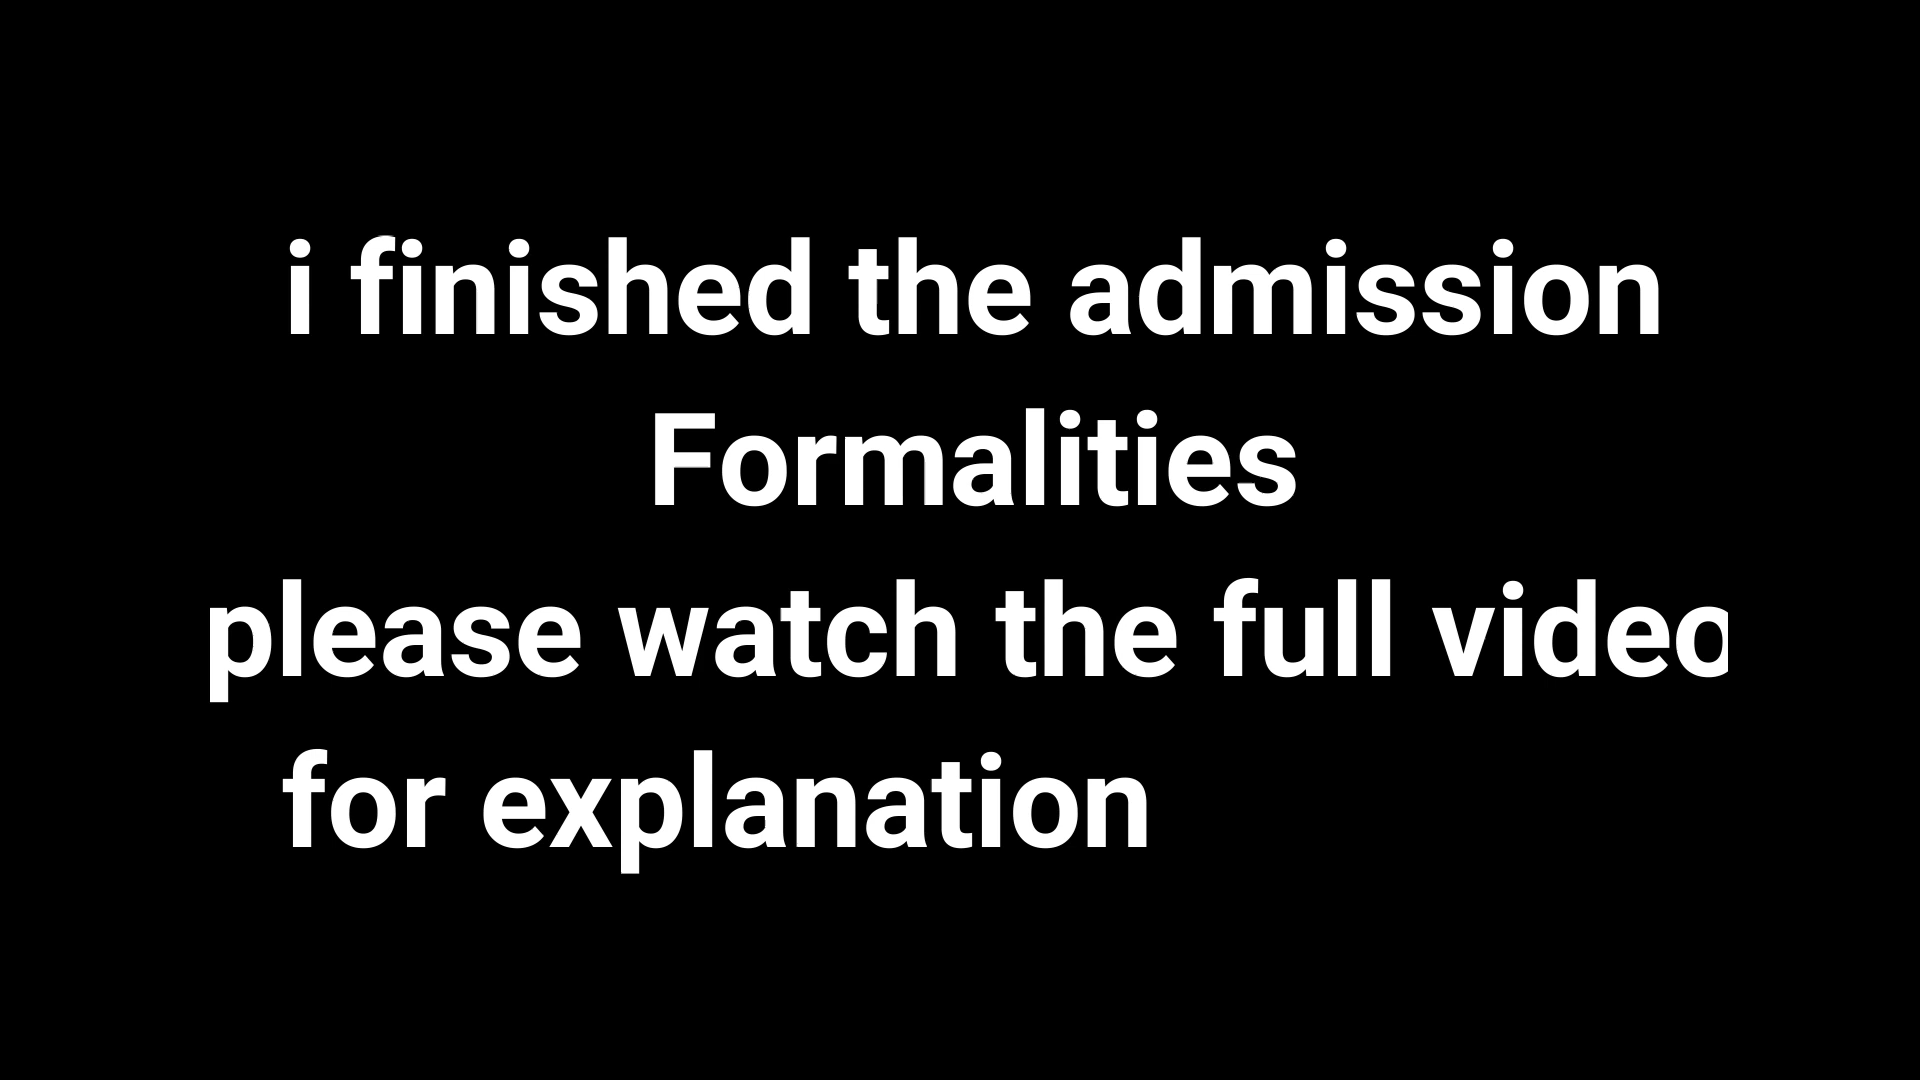 i finished the admission
Formalities
please watch the full video
for explanation